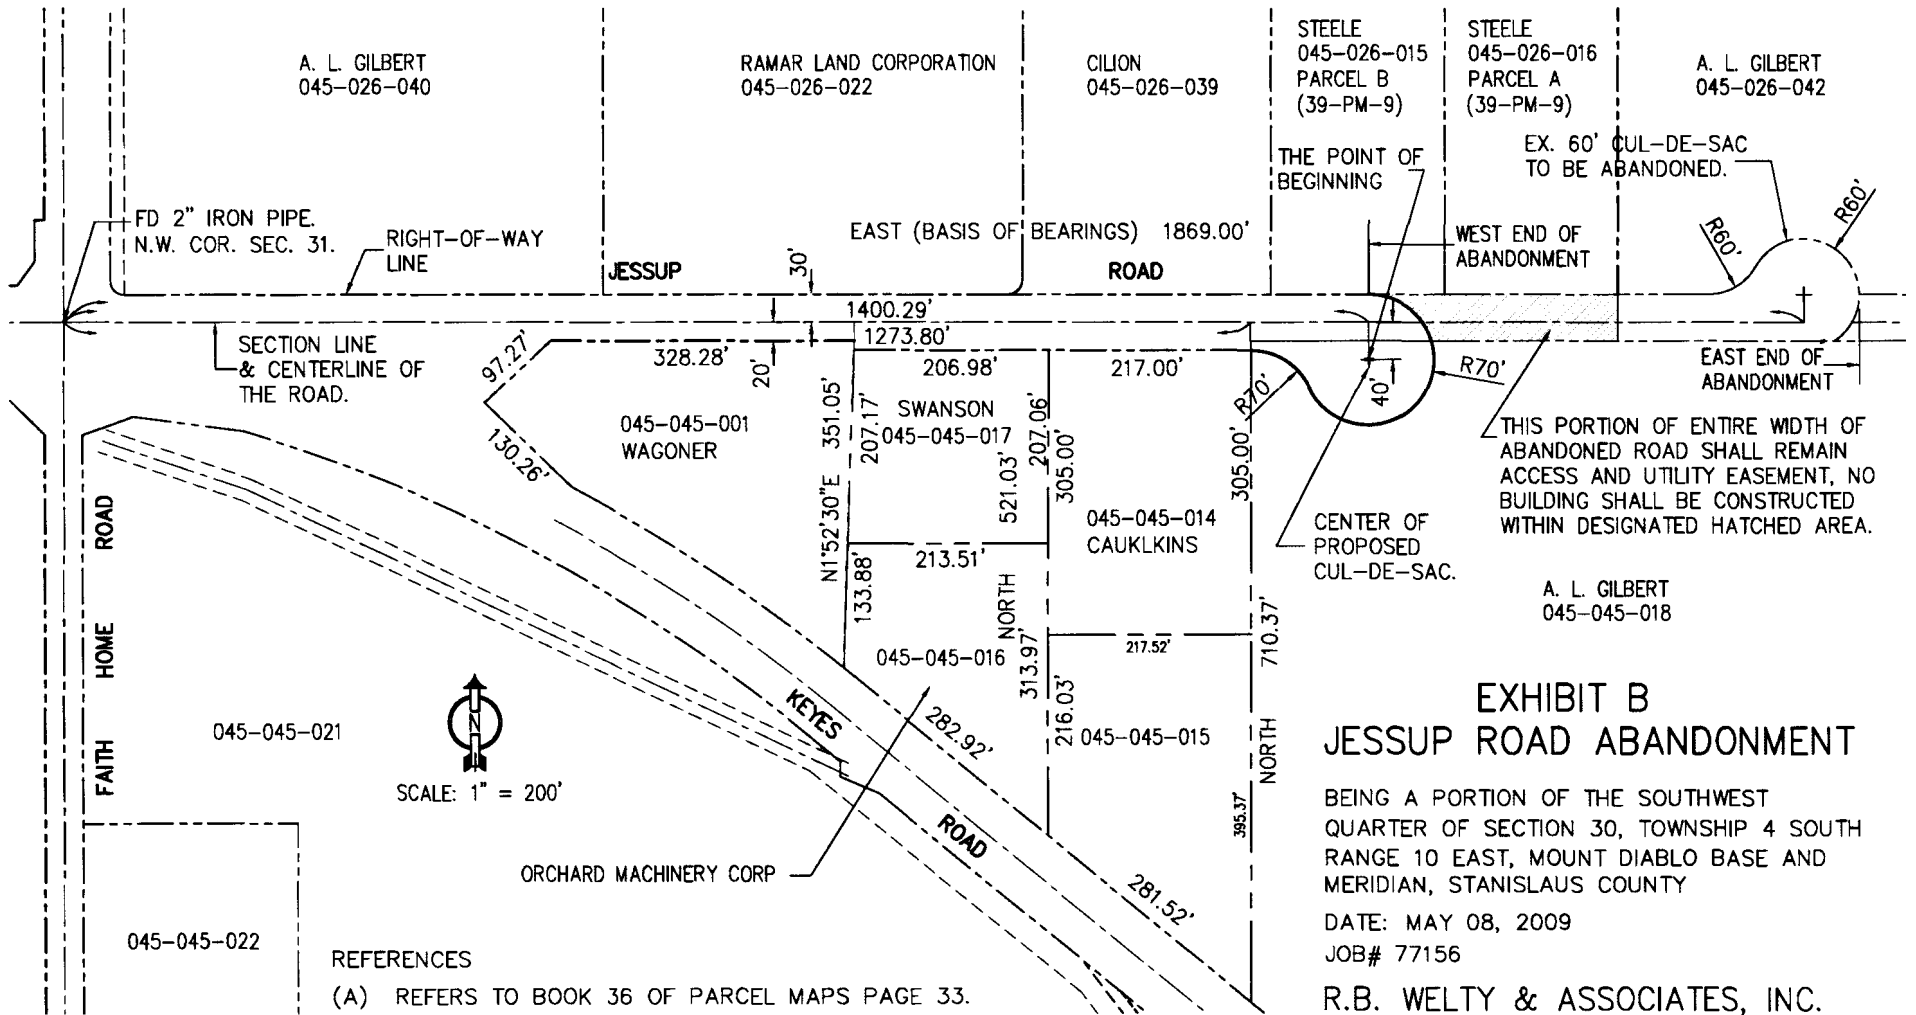 A. L. GILBERT
045-026-040
RAMAR LAND CORPORATION
045-026-022
CILION
045-026-039
STEELE
045-026-015
PARCEL B
(39-PM-9)
STEELE
045-026-016
PARCEL A
(39-PM-9)
A. L. GILBERT
045-026-042
EX. 60' CUL-DE-SAC
TO BE ABANDONED.
THE POINT OF
BEGINNING
FD 2" IRON PIPE.
N.W. COR. SEC. 31.
RIGHT-OF-WAY
LINE
EAST (BASIS OF BEARINGS) 1869.00'
WEST END OF
ABANDONMENT
R60'
R60'
JESSUP
30'
ROAD
1400.29'
1273.80'
SECTION LINE
& CENTERLINE OF
THE ROAD.
97.27'
328.28'
20'
206.98'
217.00'
R70'
R70'
40'
EAST END OF
ABANDONMENT
130.26'
045-045-001
WAGONER
N1°52'30"E 351.05'
207.17'
SWANSON
045-045-017
207.06'
521.03'
305.00'
305.00'
THIS PORTION OF ENTIRE WIDTH OF
ABANDONED ROAD SHALL REMAIN
ACCESS AND UTILITY EASEMENT, NO
BUILDING SHALL BE CONSTRUCTED
WITHIN DESIGNATED HATCHED AREA.
045-045-014
CAUKLKINS
CENTER OF
PROPOSED
CUL-DE-SAC.
213.51'
133.88'
NORTH
A. L. GILBERT
045-045-018
FAITH HOME ROAD
217.52'
710.37'
045-045-016
313.97'
216.03'
KEYES
282.92'
045-045-015
NORTH
045-045-021
N
SCALE: 1" = 200'
395.37'
ROAD
ORCHARD MACHINERY CORP
281.52'
EXHIBIT B
JESSUP ROAD ABANDONMENT
BEING A PORTION OF THE SOUTHWEST
QUARTER OF SECTION 30, TOWNSHIP 4 SOUTH
RANGE 10 EAST, MOUNT DIABLO BASE AND
MERIDIAN, STANISLAUS COUNTY
DATE: MAY 08, 2009
JOB# 77156
R.B. WELTY & ASSOCIATES, INC.
045-045-022
REFERENCES
(A) REFERS TO BOOK 36 OF PARCEL MAPS PAGE 33.